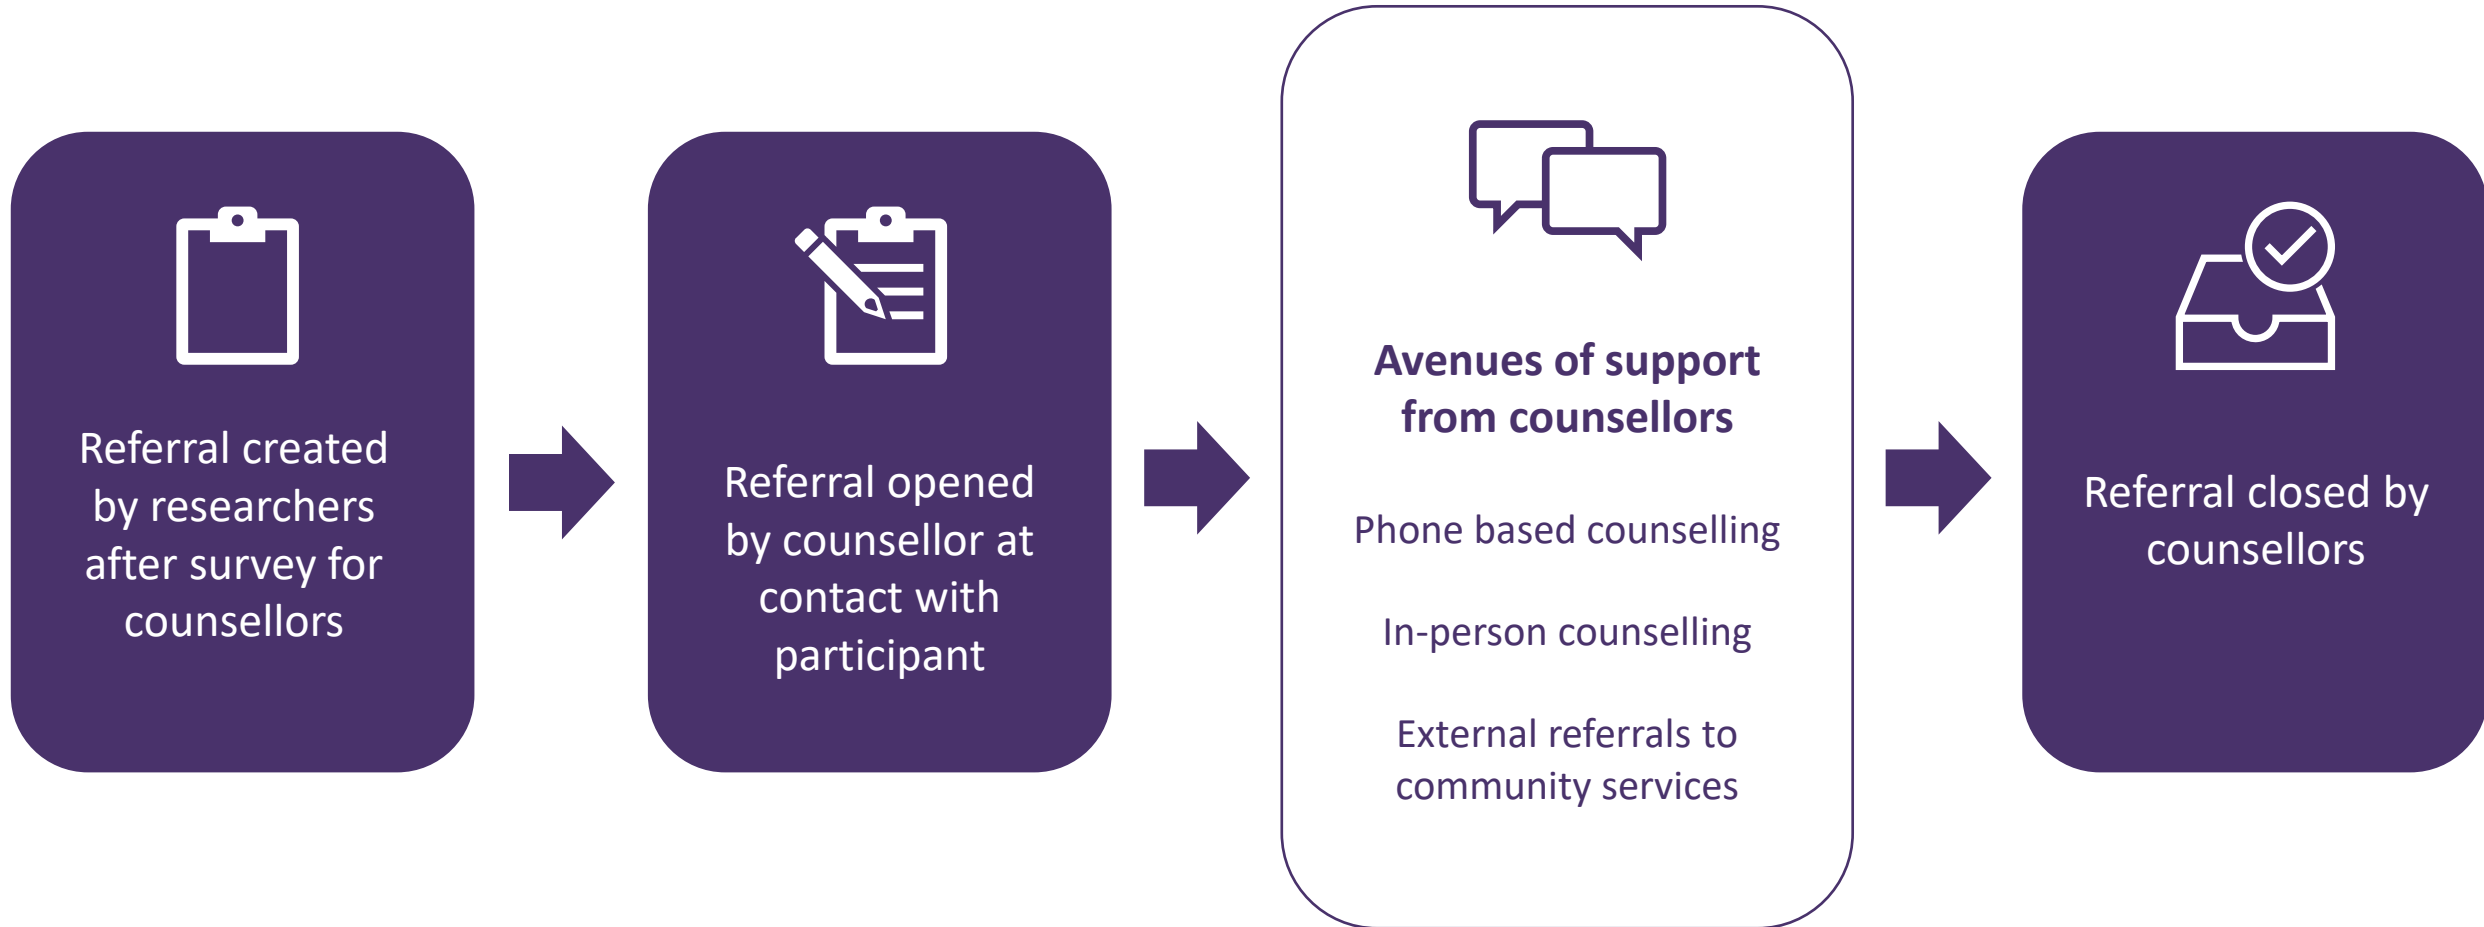 Referral created
by researchers
after survey for
counsellors
Referral opened
by counsellor at
contact with
participant
Avenues of support
from counsellors
Phone based counselling
In-person counselling
External referrals to
community services
Referral closed by
counsellors